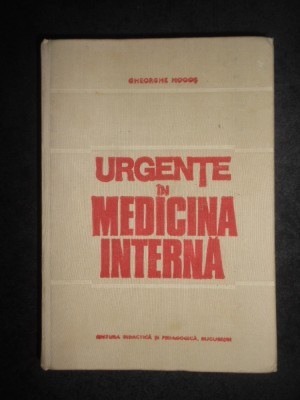 GHEORGHE MOGOȘ
URGENȚE
ÎN
MEDICINA
INTERNĂ
EDITURA DIDACTICĂ ȘI PEDAGOGICĂ, BUCUREȘTI